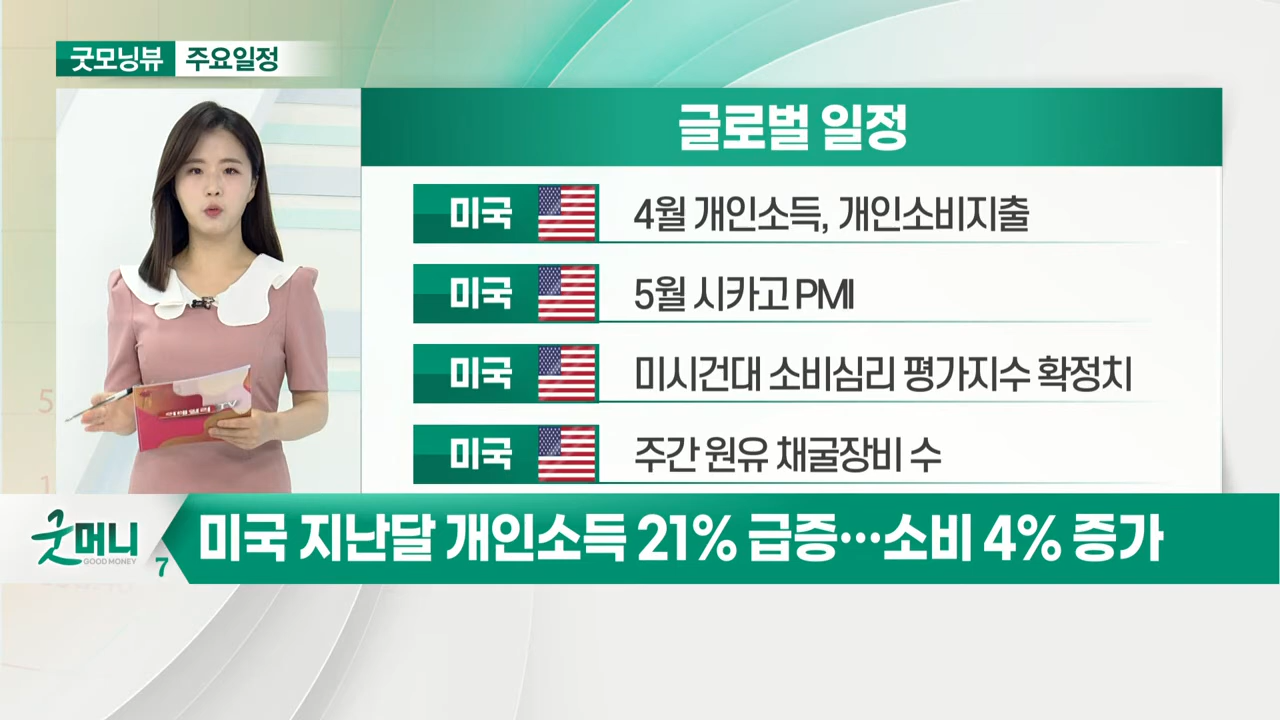 굿모닝뷰 주요일정
글로벌 일정
미국 4월 개인소득, 개인소비지출
미국 5월 시카고 PMI
미국 미시건대 소비심리 평가지수 확정치
미국 주간 원유 채굴장비 수
5
1
굿머니
GOOD MONEY
7
미국 지난달 개인소득 21% 급증…소비 4% 증가